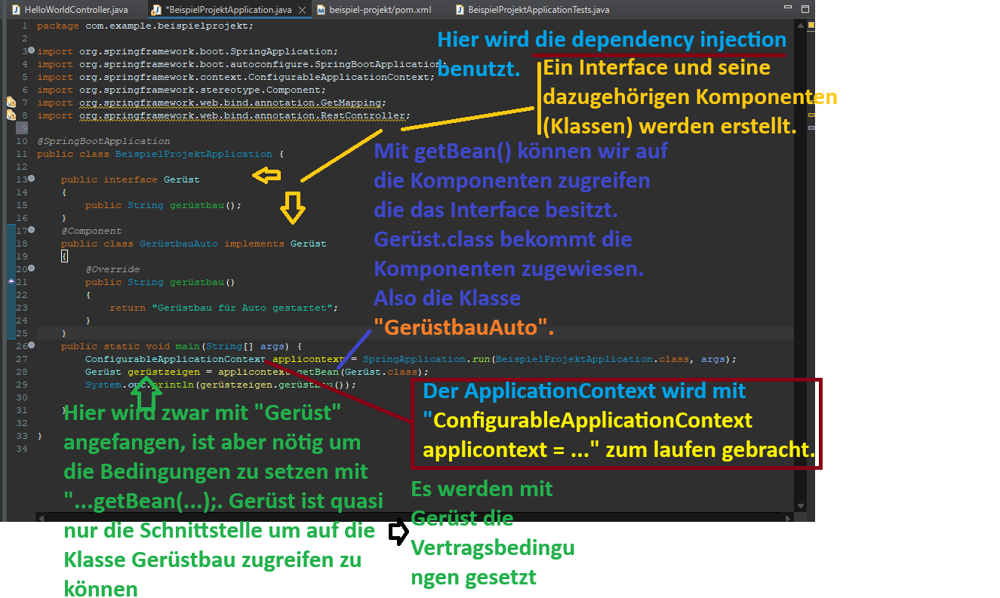 HelloWorldController.java *BeispielProjektApplication.java beispiel-projekt/pom.xml BeispielProjektApplicationTests.java
1 package com.example.beispielprojekt;
2
3 import org.springframework.boot.SpringApplication;
4 import org.springframework.boot.autoconfigure.SpringBootApplication;
5 import org.springframework.context.ConfigurableApplicationContext;
6 import org.springframework.stereotype.Component;
7 import org.springframework.web.bind.annotation.GetMapping;
8 import org.springframework.web.bind.annotation.RestController;
9
10 @SpringBootApplication
11 public class BeispielProjektApplication {
12
13 public interface Gerüst
14 {
15 public String gerüstbau();
16 }
17 @Component
18 public class GerüstbauAuto implements Gerüst
19 {
20 @Override
21 public String gerüstbau()
22 {
23 return "Gerüstbau für Auto gestartet";
24 }
25 }
26 public static void main(String[] args) {
27 ConfigurableApplicationContext applicontext = SpringApplication.run(BeispielProjektApplication.class, args);
28 Gerüst gerüstzeigen = applicontext.getBean(Gerüst.class);
29 System.out.println(gerüstzeigen.gerüstbau());
30
31 }
32
33 }
34
Hier wird die dependency injection
benutzt.
Ein Interface und seine
dazugehörigen Komponenten
(Klassen) werden erstellt.
Mit getBean() können wir auf
die Komponenten zugreifen
die das Interface besitzt.
Gerüst.class bekommt die
Komponenten zugewiesen.
Also die Klasse
"GerüstbauAuto".
Der ApplicationContext wird mit
"ConfigurableApplicationContext
applicontext = ..." zum laufen gebracht.
Hier wird zwar mit "Gerüst"
angefangen, ist aber nötig um
die Bedingungen zu setzen mit
"...getBean(...);. Gerüst ist quasi
nur die Schnittstelle um auf die
Klasse Gerüstbau zugreifen zu
können
Es werden mit
Gerüst die
Vertragsbedingu
ngen gesetzt